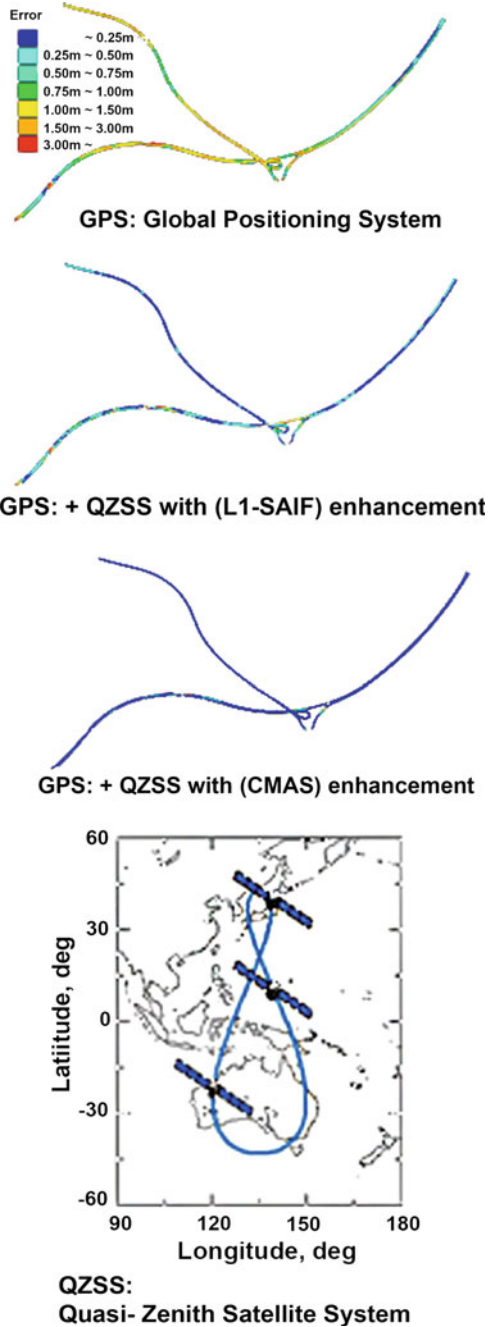 Error
~ 0.25m
0.25m ~ 0.50m
0.50m ~ 0.75m
0.75m ~ 1.00m
1.00m ~ 1.50m
1.50m ~ 3.00m
3.00m ~
GPS: Global Positioning System
GPS: + QZSS with (L1-SAIF) enhancement
GPS: + QZSS with (CMAS) enhancement
60
30
0
-30
-60
Latiitude, deg
90 120 150 180
Longitude, deg
QZSS:
Quasi- Zenith Satellite System